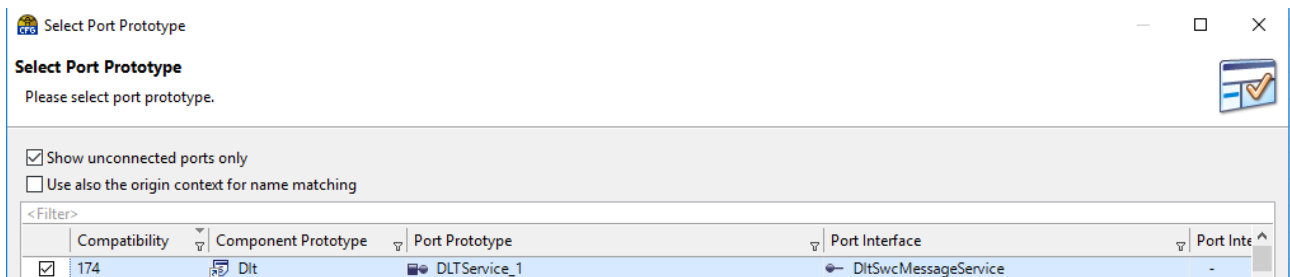 CFG Select Port Prototype
Select Port Prototype
Please select port prototype.
Show unconnected ports only
Use also the origin context for name matching
<Filter>
Compatibility Component Prototype Port Prototype Port Interface Port Inte
174 Dlt DLTService_1 DltSwcMessageService -